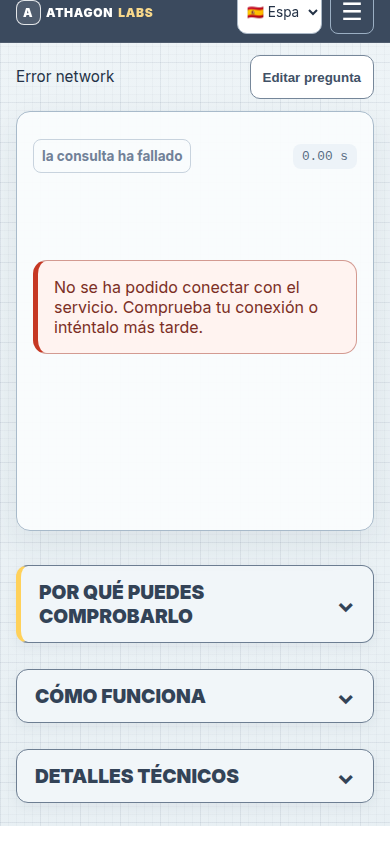 A ATHAGON LABS
🇪🇸 Espa
Error network
Editar pregunta
la consulta ha fallado
0.00 s
No se ha podido conectar con el
servicio. Comprueba tu conexión o
inténtalo más tarde.
POR QUÉ PUEDES
COMPROBARLO
CÓMO FUNCIONA
DETALLES TÉCNICOS